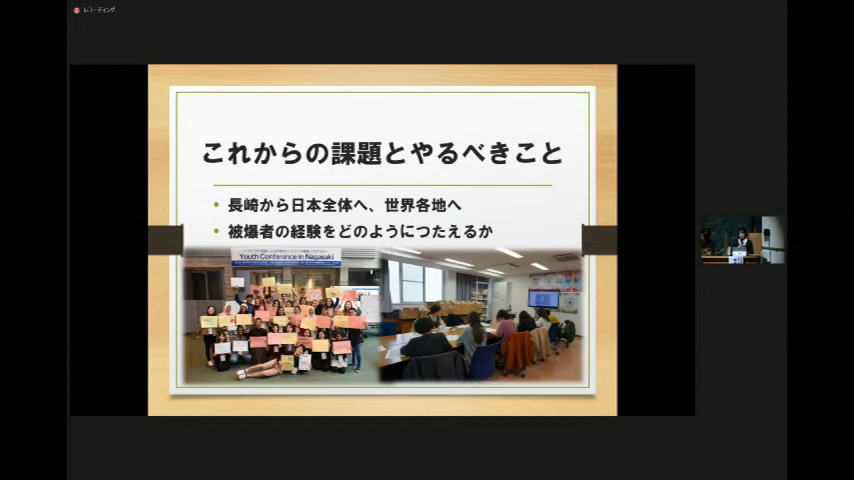 レコーディング
これからの課題とやるべきこと
• 長崎から日本全体へ、世界各地へ
• 被爆者の経験をどのようにつたえるか
Youth Conference in Nagasaki